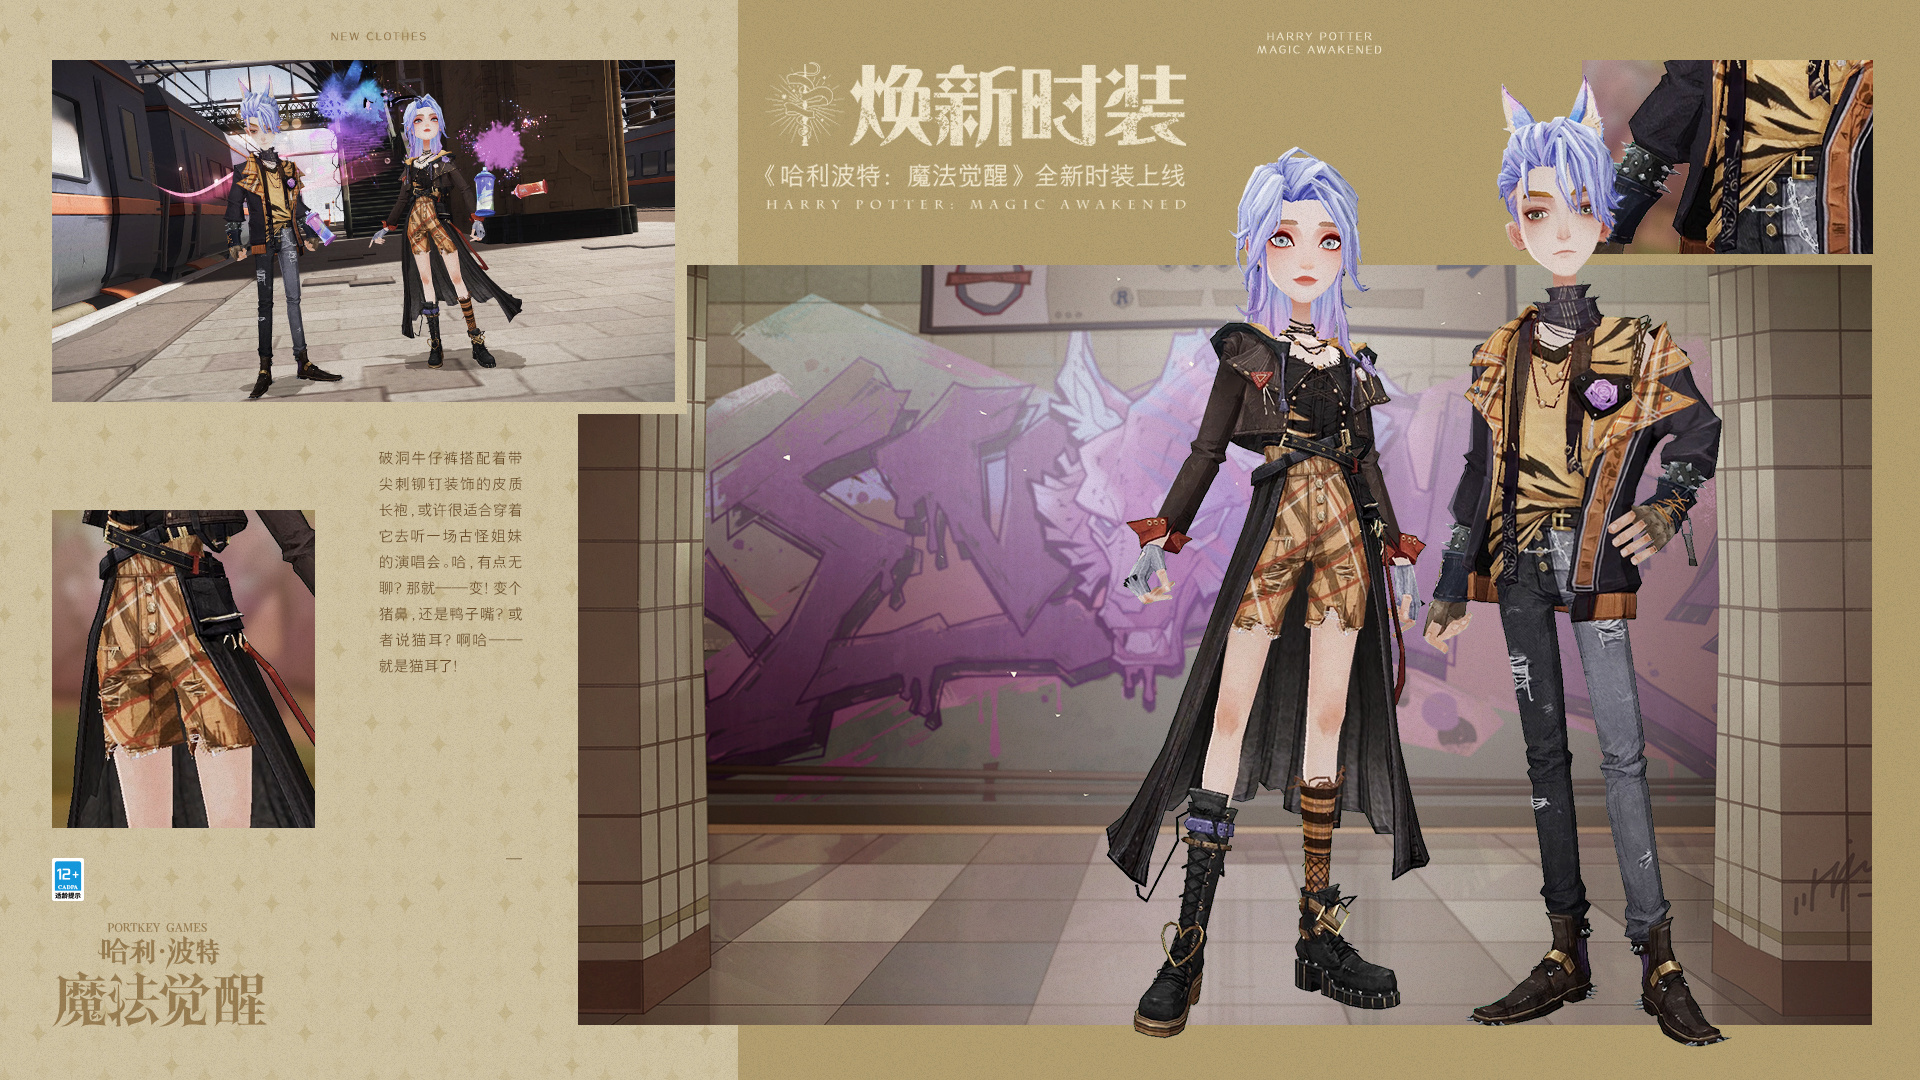 NEW CLOTHES
HARRY POTTER
MAGIC AWAKENED
焕新时装
《哈利波特：魔法觉醒》全新时装上线
HARRY POTTER: MAGIC AWAKENED
R
破洞牛仔裤搭配着带
尖刺铆钉装饰的皮质
长袍，或许很适合穿着
它去听一场古怪姐妹
的演唱会。哈，有点无
聊？那就——变！变个
猪鼻，还是鸭子嘴？或
者说猫耳？啊哈——
就是猫耳了！
12+
CADPA
适龄提示
PORTKEY GAMES
哈利·波特
魔法觉醒